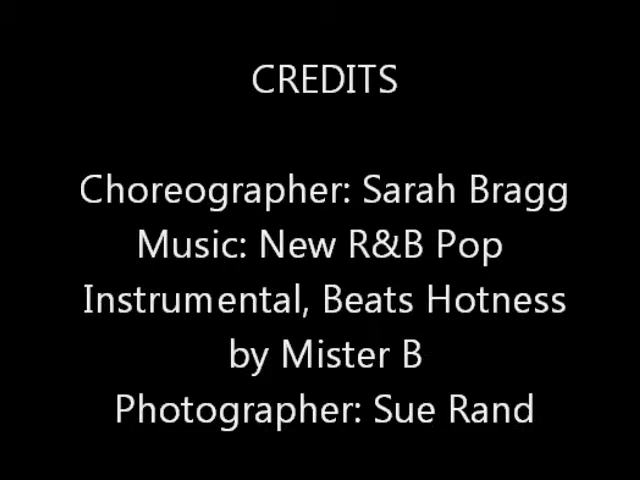 CREDITS
Choreographer: Sarah Bragg
Music: New R&B Pop
Instrumental, Beats Hotness
by Mister B
Photographer: Sue Rand